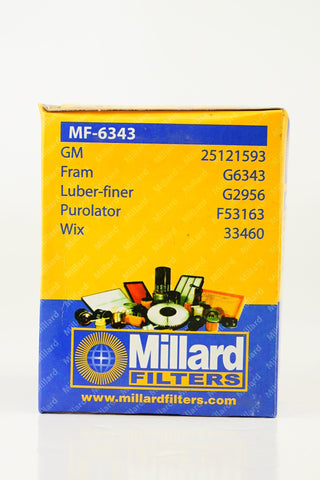 MF-6343
GM 25121593
Fram G6343
Luber-finer G2956
Purolator F53163
Wix 33460
Millard
FILTERS
www.millardfilters.com